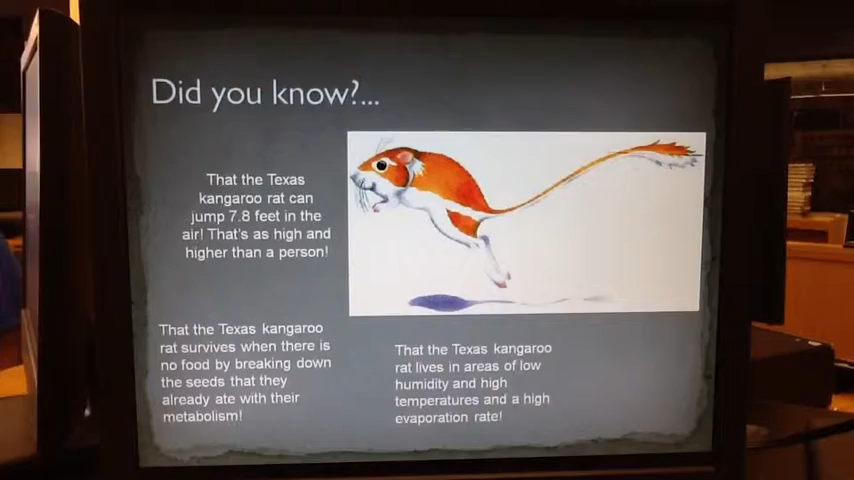 Did you know?...
That the Texas
kangaroo rat can
jump 7.8 feet in the
air! That's as high and
higher than a person!
That the Texas kangaroo
rat survives when there is
no food by breaking down
the seeds that they
already ate with their
metabolism!
That the Texas kangaroo
rat lives in areas of low
humidity and high
temperatures and a high
evaporation rate!